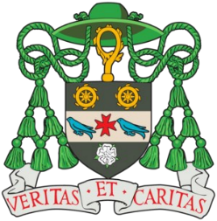 VERITAS · ET · CARITAS